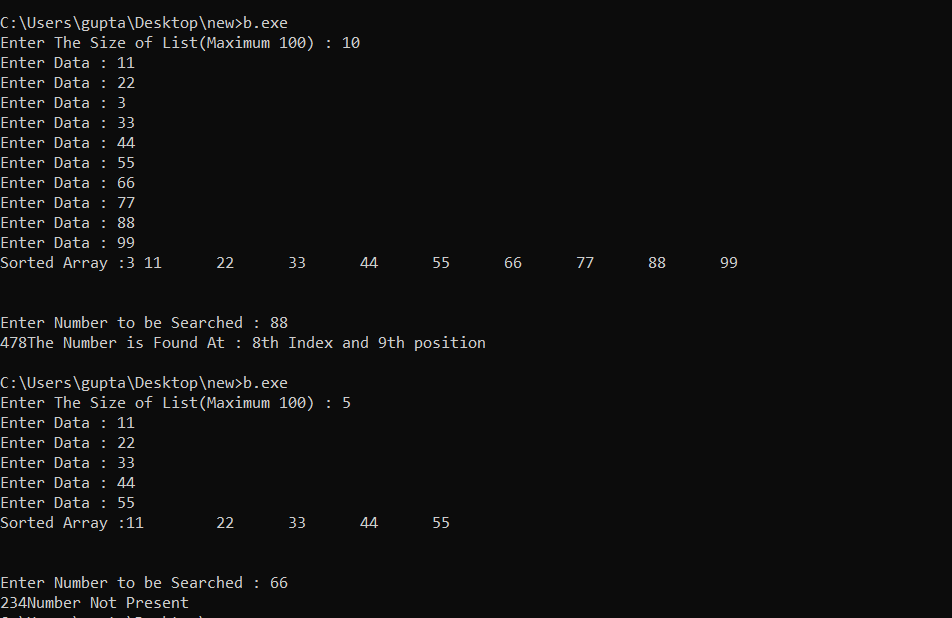 C:\Users\gupta\Desktop\new>b.exe
Enter The Size of List(Maximum 100) : 10
Enter Data : 11
Enter Data : 22
Enter Data : 3
Enter Data : 33
Enter Data : 44
Enter Data : 55
Enter Data : 66
Enter Data : 77
Enter Data : 88
Enter Data : 99
Sorted Array :3 11      22      33      44      55      66      77      88      99
Enter Number to be Searched : 88
478The Number is Found At : 8th Index and 9th position
C:\Users\gupta\Desktop\new>b.exe
Enter The Size of List(Maximum 100) : 5
Enter Data : 11
Enter Data : 22
Enter Data : 33
Enter Data : 44
Enter Data : 55
Sorted Array :11        22      33      44      55
Enter Number to be Searched : 66
234Number Not Present